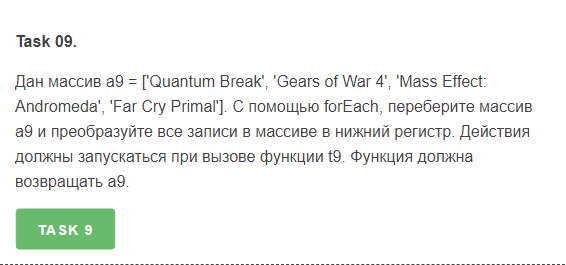 Task 09.
Дан массив a9 = ['Quantum Break', 'Gears of War 4', 'Mass Effect:
Andromeda', 'Far Cry Primal']. С помощью forEach, переберите массив
a9 и преобразуйте все записи в массиве в нижний регистр. Действия
должны запускаться при вызове функции t9. Функция должна
возвращать a9.
TASK 9